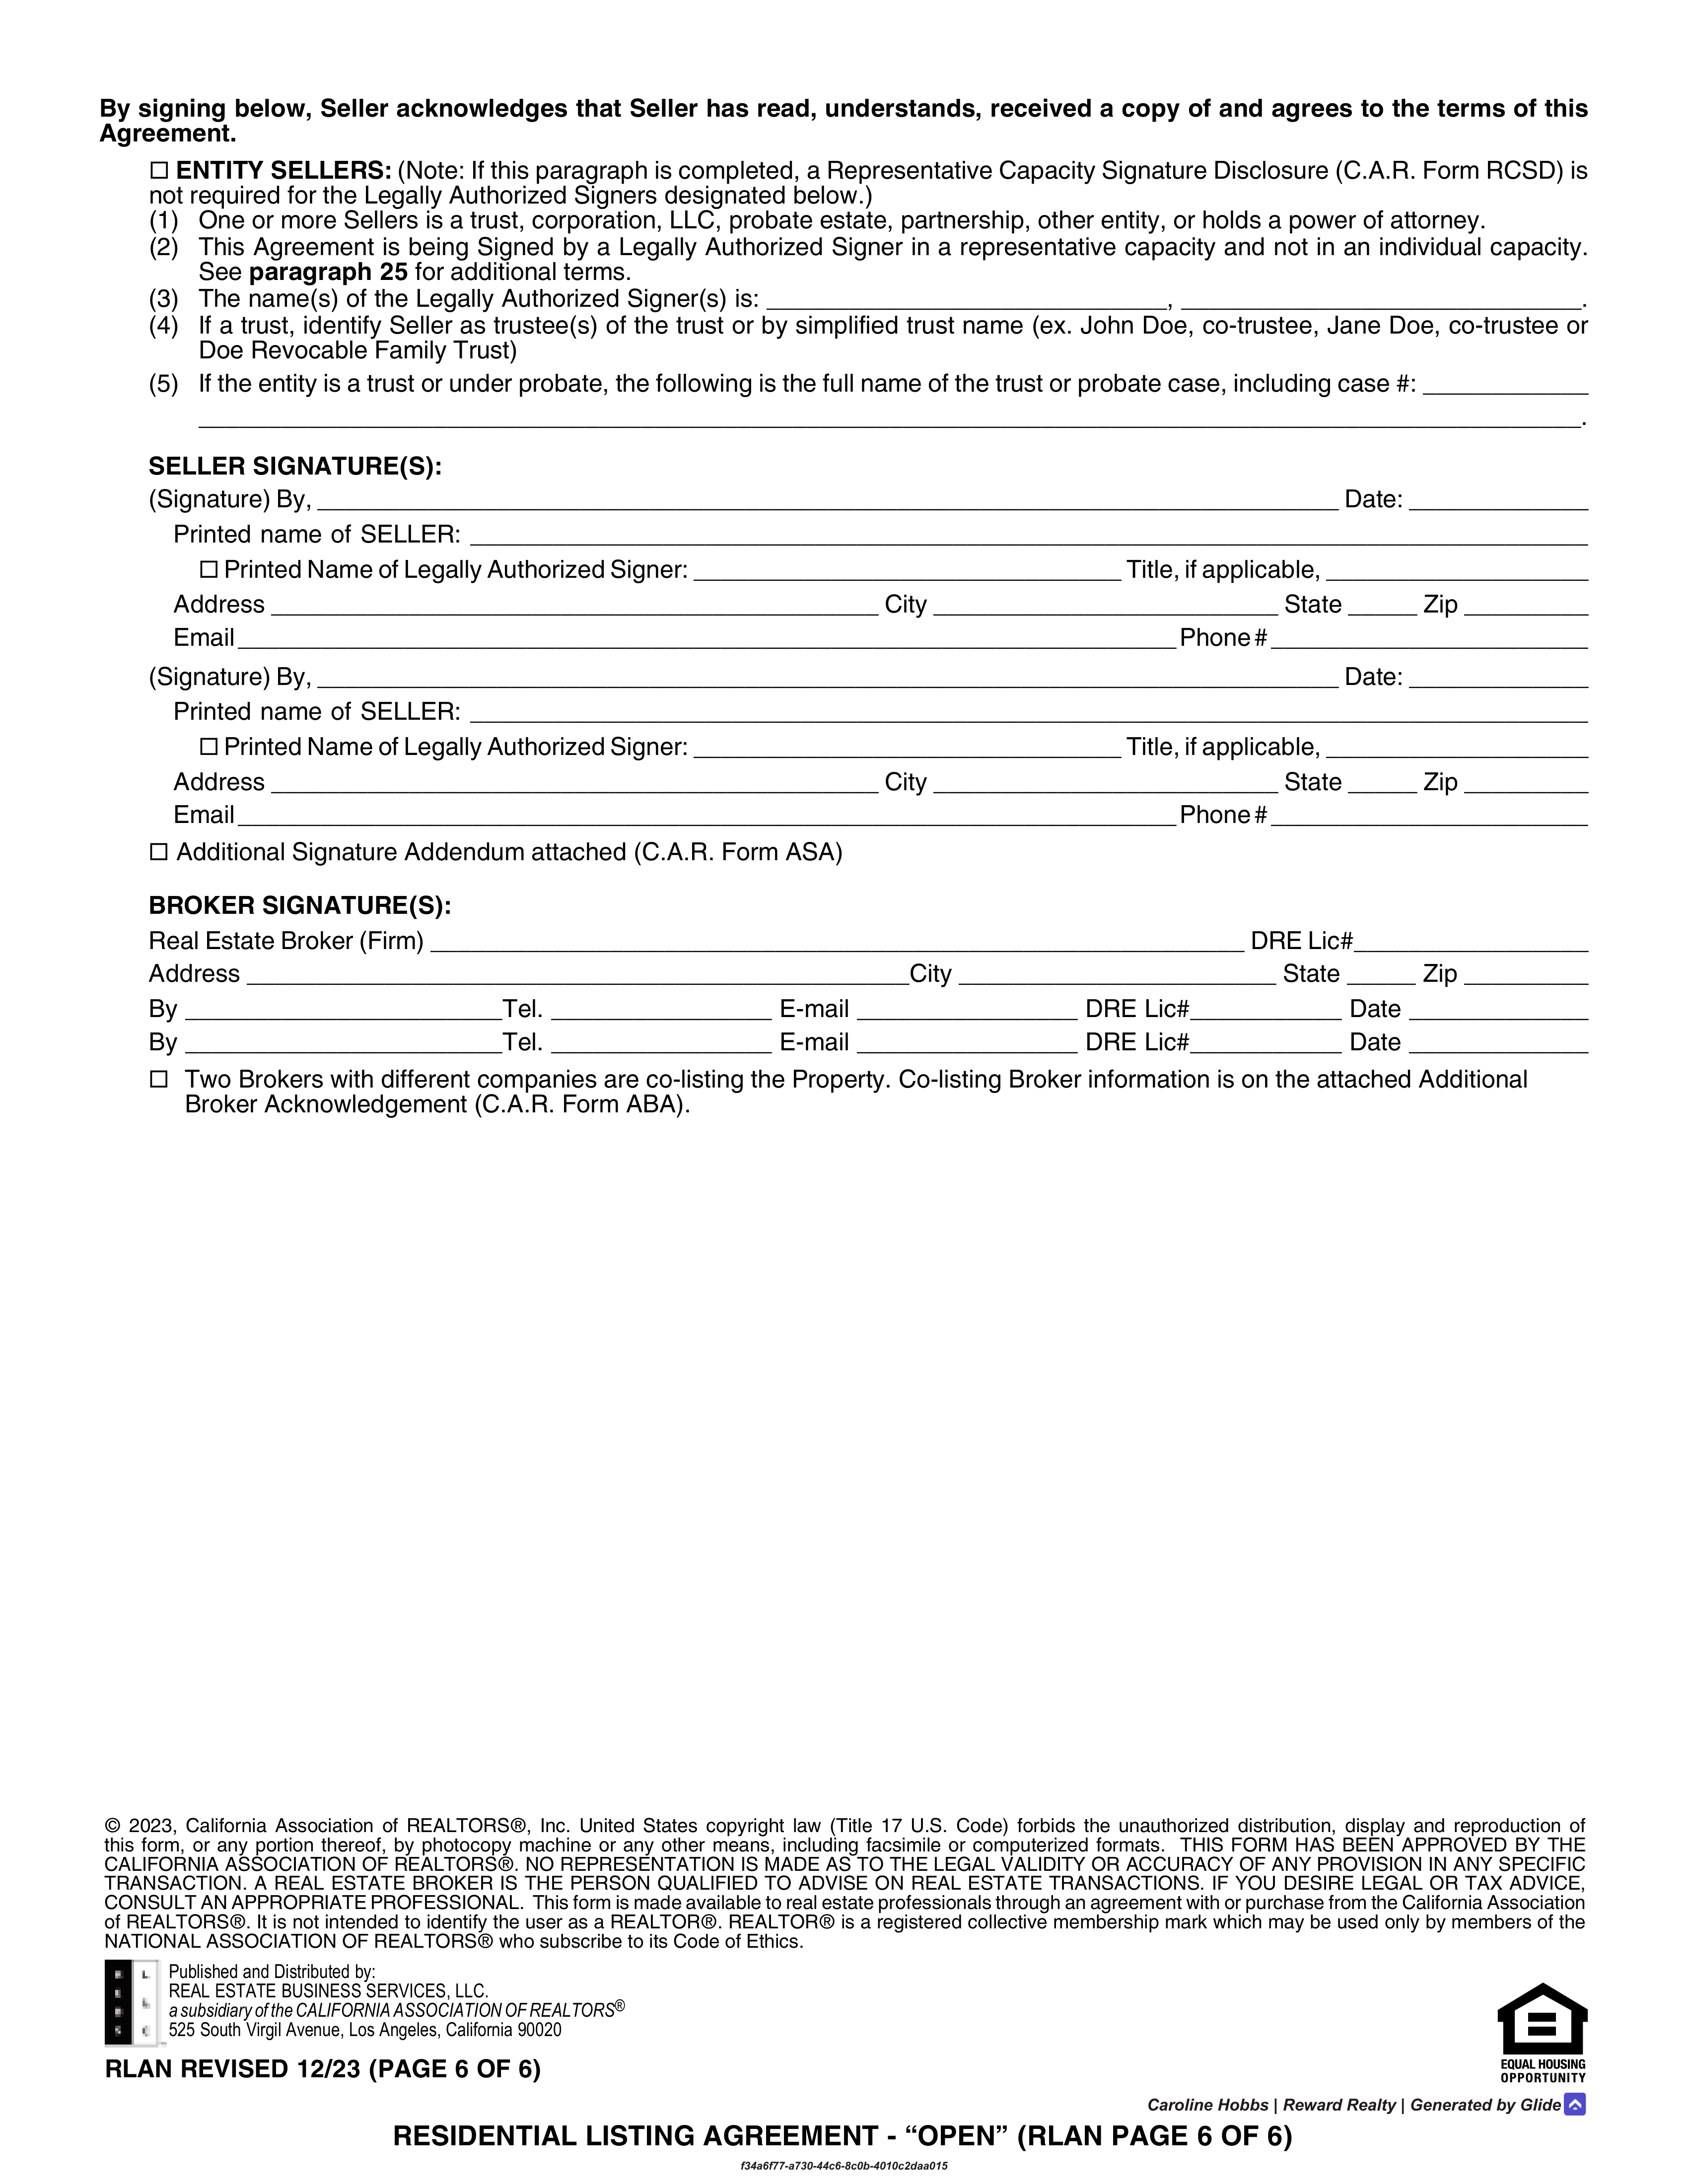 By signing below, Seller acknowledges that Seller has read, understands, received a copy of and agrees to the terms of this
Agreement.
☐ ENTITY SELLERS: (Note: If this paragraph is completed, a Representative Capacity Signature Disclosure (C.A.R. Form RCSD) is
not required for the Legally Authorized Signers designated below.)
(1) One or more Sellers is a trust, corporation, LLC, probate estate, partnership, other entity, or holds a power of attorney.
(2) This Agreement is being Signed by a Legally Authorized Signer in a representative capacity and not in an individual capacity.
See paragraph 25 for additional terms.
(3) The name(s) of the Legally Authorized Signer(s) is: ______________________________, ______________________________.
(4) If a trust, identify Seller as trustee(s) of the trust or by simplified trust name (ex. John Doe, co-trustee, Jane Doe, co-trustee or
Doe Revocable Family Trust)
(5) If the entity is a trust or under probate, the following is the full name of the trust or probate case, including case #: ____________
______________________________.
SELLER SIGNATURE(S):
(Signature) By, ______________________________ Date: ____________
Printed name of SELLER: ______________________________
☐ Printed Name of Legally Authorized Signer: ____________________ Title, if applicable, ____________
Address ____________________ City ____________________ State _____ Zip _________
Email ______________________________ Phone # ____________________
(Signature) By, ______________________________ Date: ____________
Printed name of SELLER: ______________________________
☐ Printed Name of Legally Authorized Signer: ____________________ Title, if applicable, ____________
Address ____________________ City ____________________ State _____ Zip _________
Email ______________________________ Phone # ____________________
☐ Additional Signature Addendum attached (C.A.R. Form ASA)
BROKER SIGNATURE(S):
Real Estate Broker (Firm) ______________________________ DRE Lic# ____________
Address ____________________ City ____________________ State _____ Zip _________
By ____________________ Tel. ____________ E-mail ____________ DRE Lic# ___________ Date ____________
By ____________________ Tel. ____________ E-mail ____________ DRE Lic# ___________ Date ____________
☐ Two Brokers with different companies are co-listing the Property. Co-listing Broker information is on the attached Additional
Broker Acknowledgement (C.A.R. Form ABA).
© 2023, California Association of REALTORS®, Inc. United States copyright law (Title 17 U.S. Code) forbids the unauthorized distribution, display and reproduction of
this form, or any portion thereof, by photocopy machine or any other means, including facsimile or computerized formats. THIS FORM HAS BEEN APPROVED BY THE
CALIFORNIA ASSOCIATION OF REALTORS®. NO REPRESENTATION IS MADE AS TO THE LEGAL VALIDITY OR ACCURACY OF ANY PROVISION IN ANY SPECIFIC
TRANSACTION. A REAL ESTATE BROKER IS THE PERSON QUALIFIED TO ADVISE ON REAL ESTATE TRANSACTIONS. IF YOU DESIRE LEGAL OR TAX ADVICE,
CONSULT AN APPROPRIATE PROFESSIONAL. This form is made available to real estate professionals through an agreement with or purchase from the California Association
of REALTORS®. It is not intended to identify the user as a REALTOR®. REALTOR® is a registered collective membership mark which may be used only by members of the
NATIONAL ASSOCIATION OF REALTORS® who subscribe to its Code of Ethics.
Published and Distributed by:
REAL ESTATE BUSINESS SERVICES, LLC.
a subsidiary of the CALIFORNIA ASSOCIATION OF REALTORS®
525 South Virgil Avenue, Los Angeles, California 90020
RLAN REVISED 12/23 (PAGE 6 OF 6)
EQUAL HOUSING
OPPORTUNITY
Caroline Hobbs | Reward Realty | Generated by Glide
RESIDENTIAL LISTING AGREEMENT - “OPEN” (RLAN PAGE 6 OF 6)
f34a6f77-a730-44c6-8c0b-4010c2daa015